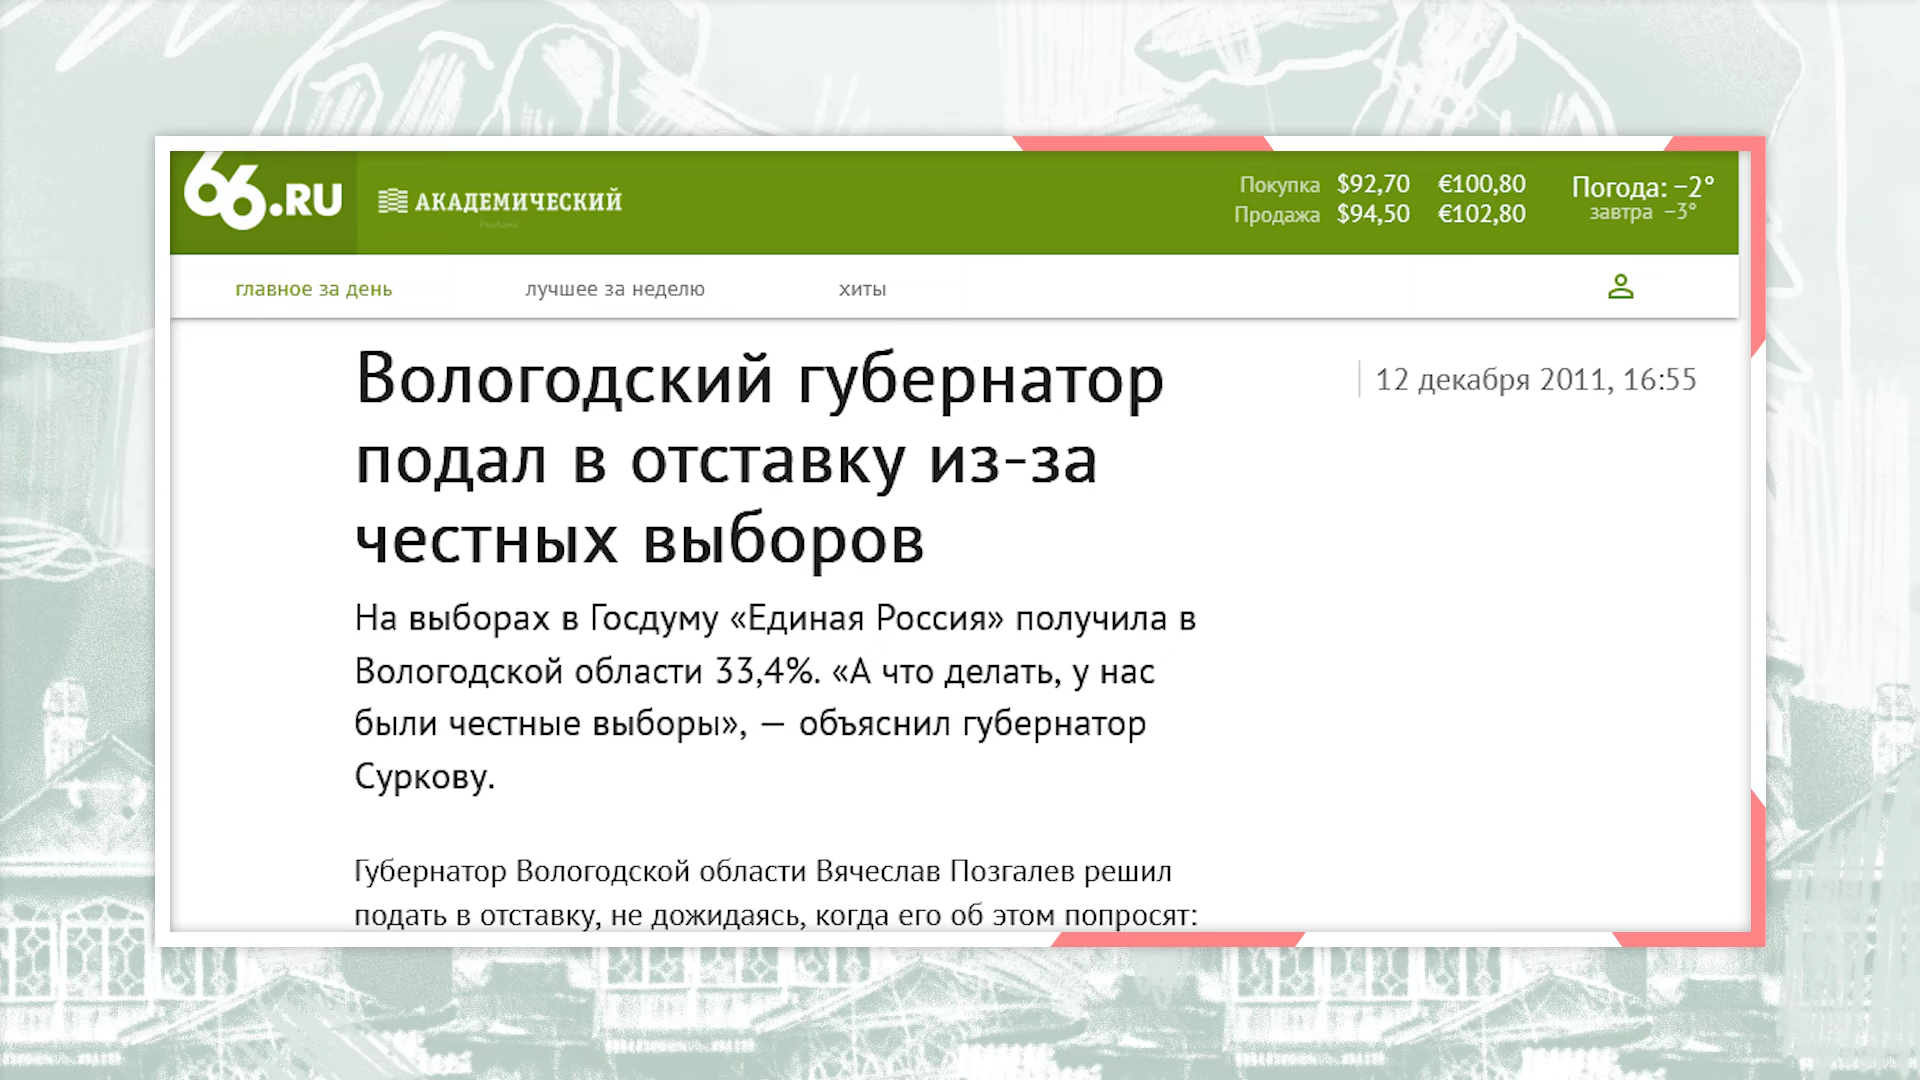 66.RU
АКАДЕМИЧЕСКИЙ
Реклама
Покупка $92,70 €100,80
Продажа $94,50 €102,80
Погода: −2°
завтра −3°
главное за день
лучшее за неделю
хиты
Вологодский губернатор
подал в отставку из-за
честных выборов
12 декабря 2011, 16:55
На выборах в Госдуму «Единая Россия» получила в
Вологодской области 33,4%. «А что делать, у нас
были честные выборы», — объяснил губернатор
Суркову.
Губернатор Вологодской области Вячеслав Позгалев решил
подать в отставку, не дожидаясь, когда его об этом попросят: